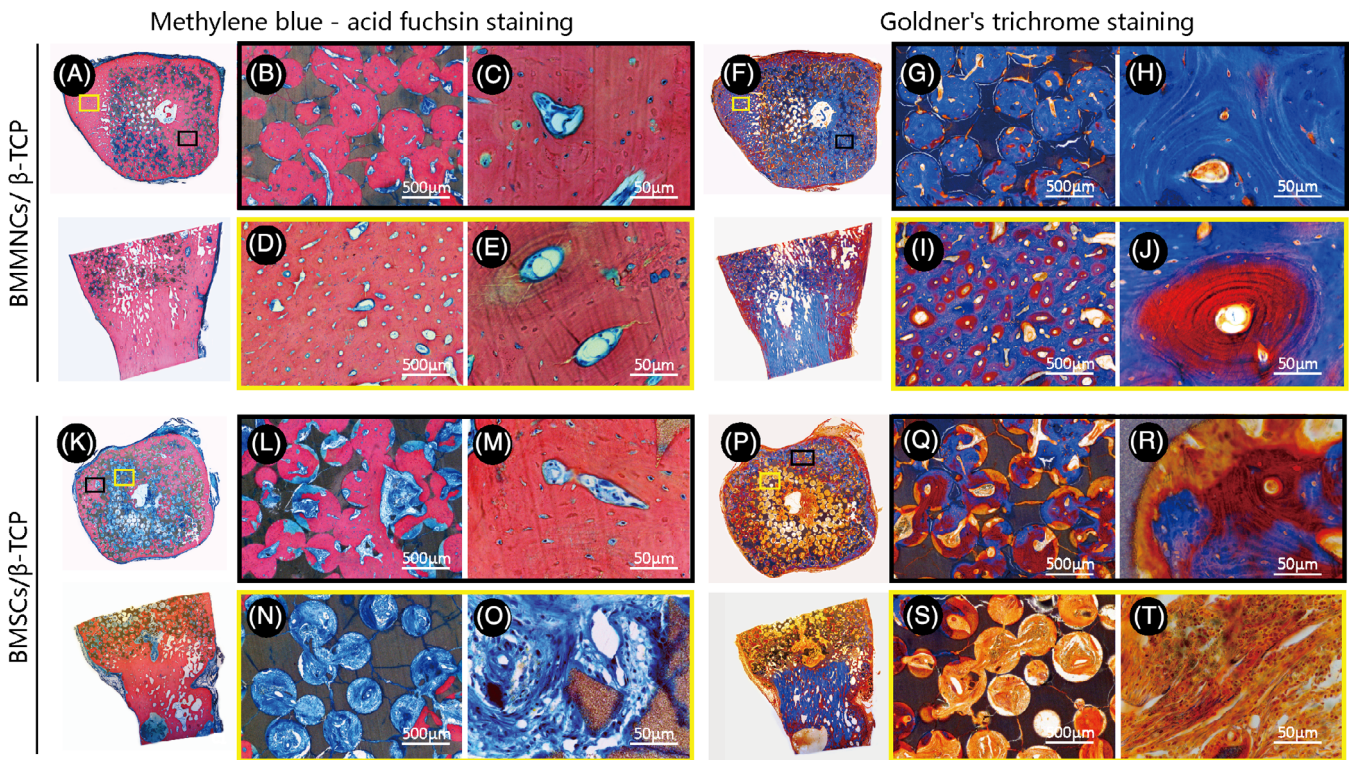 Methylene blue - acid fuchsin staining
Goldner's trichrome staining
BMMNCs/ β-TCP
(A)
(B)
500μm
(C)
50μm
(F)
(G)
500μm
(H)
50μm
(D)
500μm
(E)
50μm
(I)
500μm
(J)
50μm
BMSCs/β-TCP
(K)
(L)
500μm
(M)
50μm
(P)
(Q)
500μm
(R)
50μm
(N)
500μm
(O)
50μm
(S)
500μm
(T)
50μm